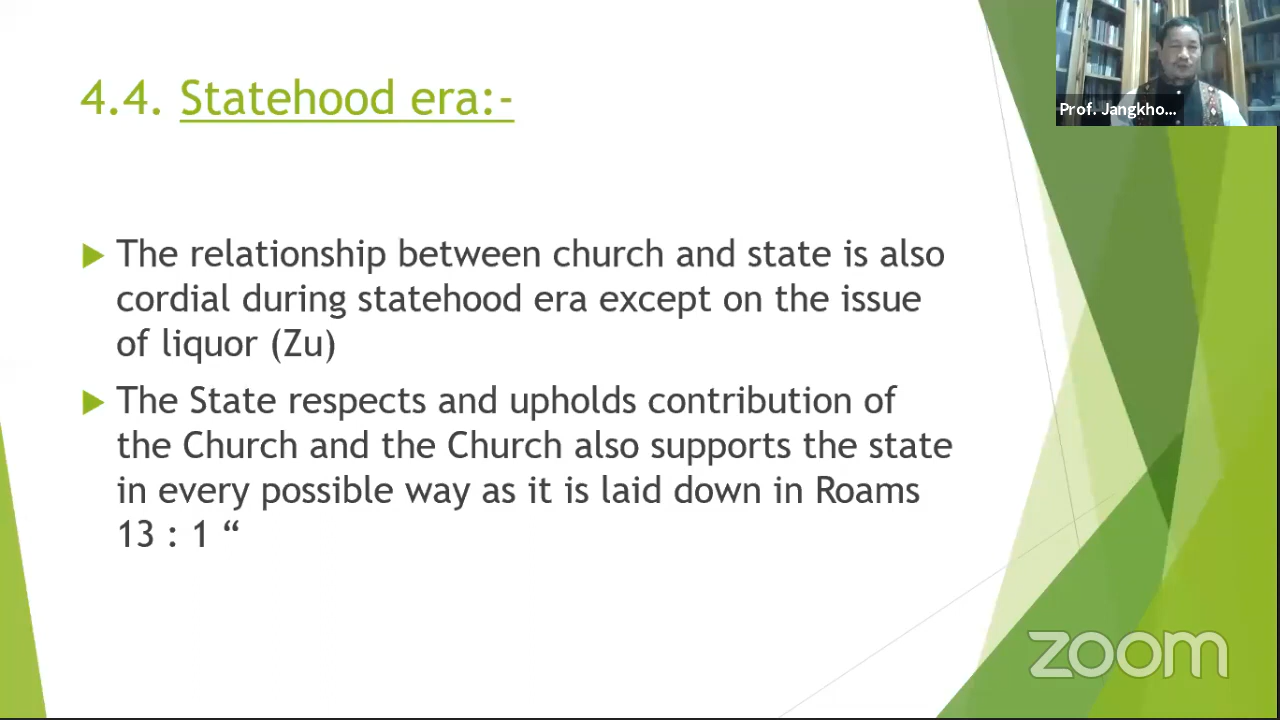 4.4. Statehood era:-
Prof. Jangkho...
The relationship between church and state is also
cordial during statehood era except on the issue
of liquor (Zu)
The State respects and upholds contribution of
the Church and the Church also supports the state
in every possible way as it is laid down in Roams
13 : 1 “
zoom